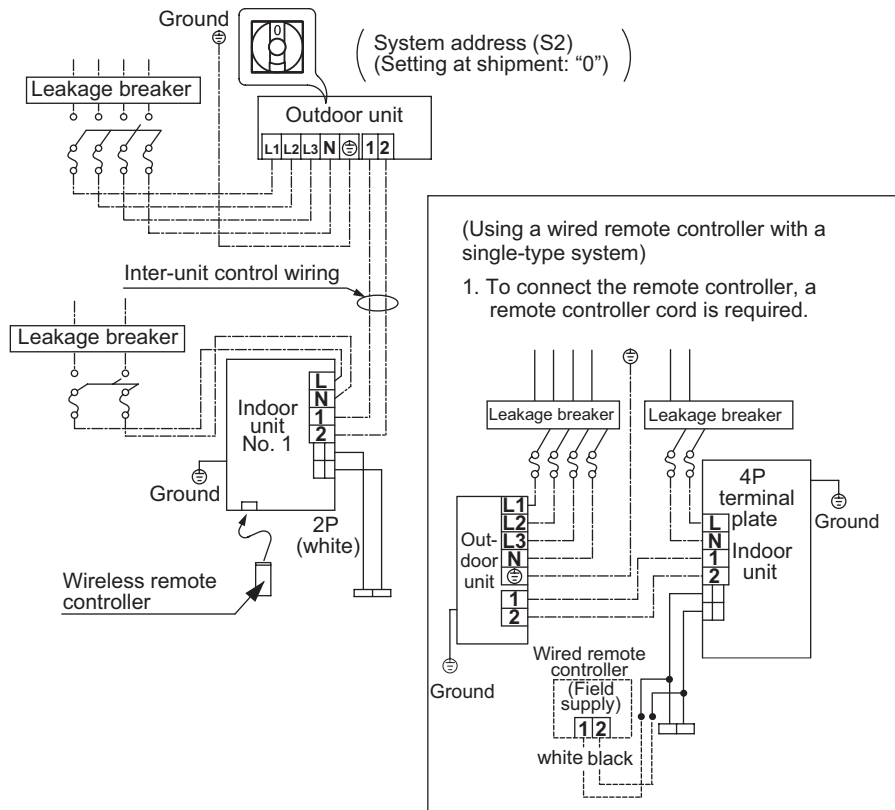 Ground
0
System address (S2)
(Setting at shipment: “0”)
Leakage breaker
Outdoor unit
L1 L2 L3 N 1 2
Inter-unit control wiring
Leakage breaker
Indoor
unit
No. 1
L
N
1
2
Ground
2P
(white)
Wireless remote
controller
(Using a wired remote controller with a
single-type system)
1. To connect the remote controller, a
remote controller cord is required.
Leakage breaker
Leakage breaker
Out-
door
unit
L1
L2
L3
N
1
2
4P
terminal
plate
Indoor
unit
L
N
1
2
Ground
Ground
Wired remote
controller
(Field
supply)
1 2
white black